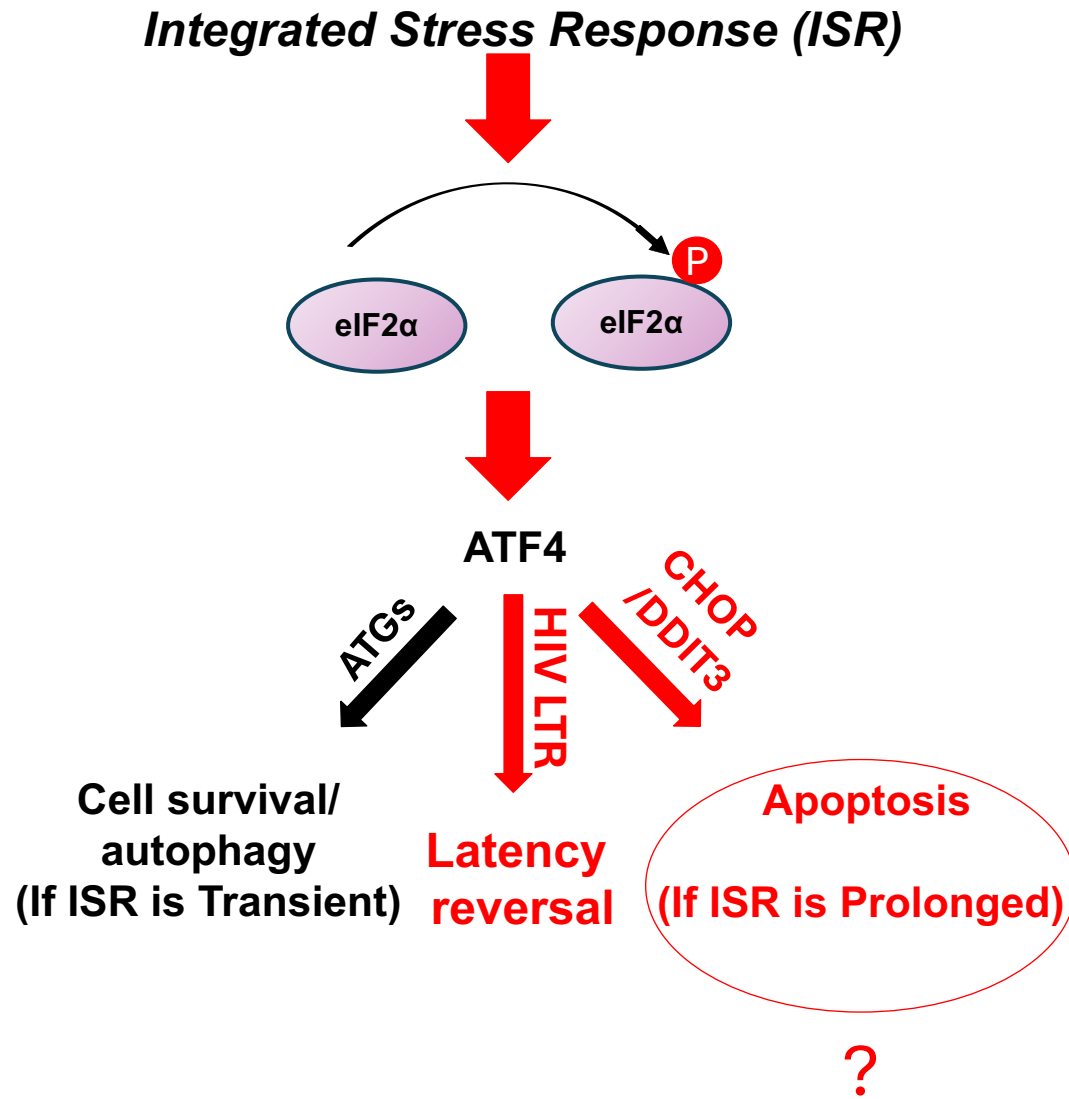 Integrated Stress Response (ISR)
P
eIF2α
eIF2α
ATF4
ATGs
HIV LTR
CHOP
/DDIT3
Cell survival/
autophagy
(If ISR is Transient)
Latency
reversal
Apoptosis
(If ISR is Prolonged)
?